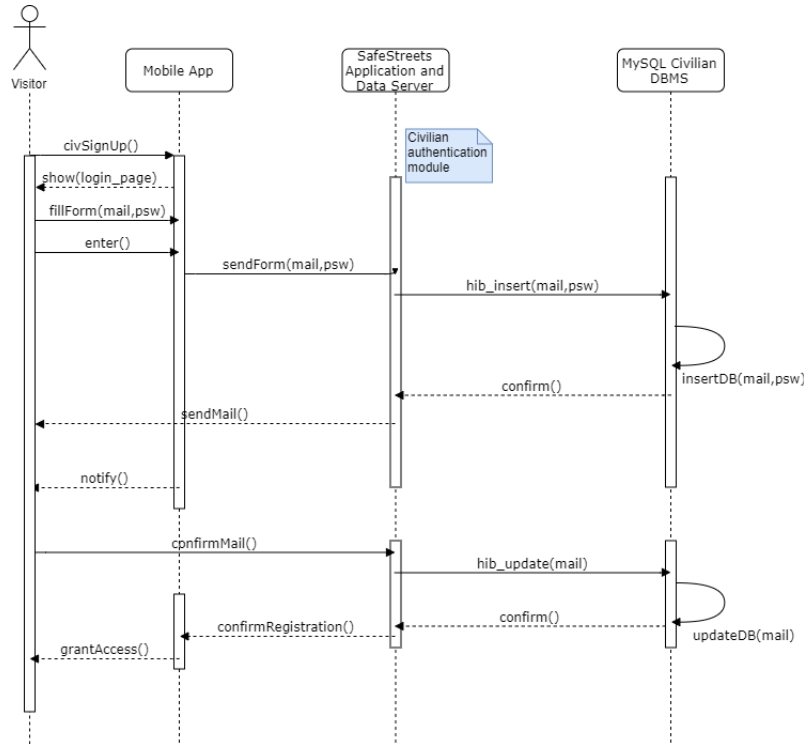 Visitor
Mobile App
SafeStreets
Application and
Data Server
MySQL Civilian
DBMS
Civilian
authentication
module
civSignUp()
show(login_page)
fillForm(mail,psw)
enter()
sendForm(mail,psw)
hib_insert(mail,psw)
insertDB(mail,psw)
confirm()
sendMail()
notify()
confirmMail()
hib_update(mail)
confirm()
updateDB(mail)
confirmRegistration()
grantAccess()